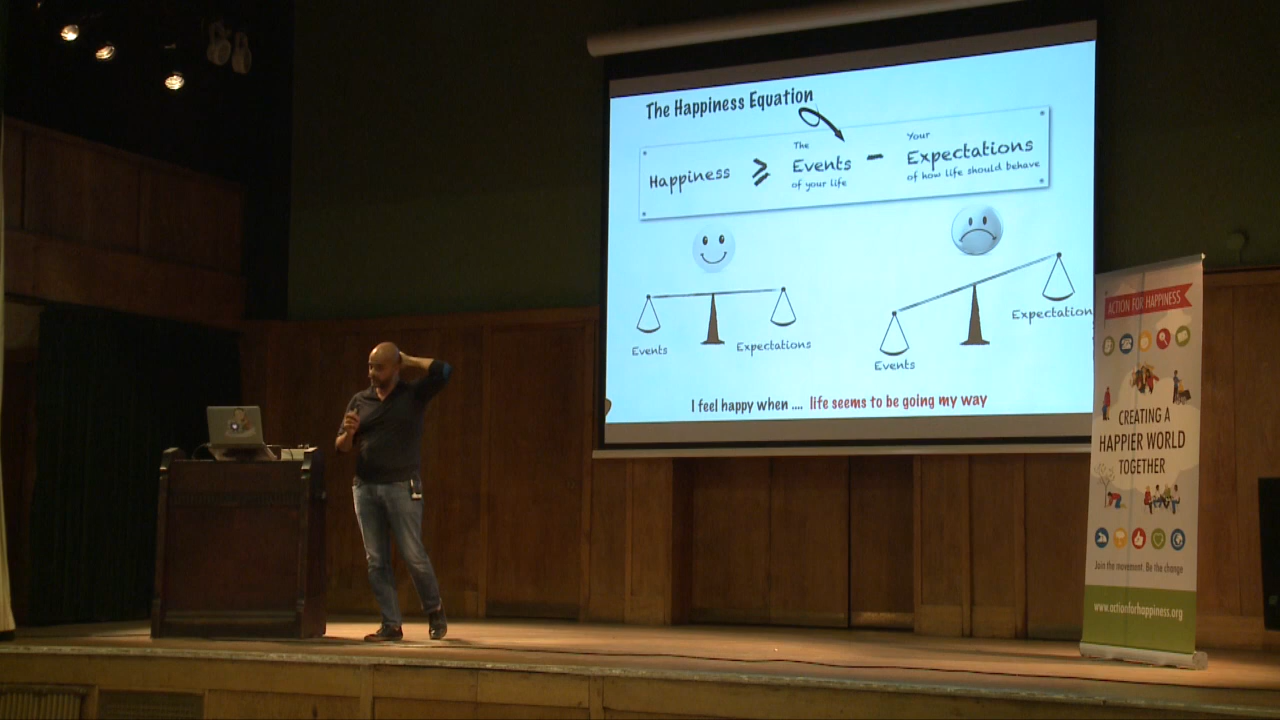 The Happiness Equation
Happiness ≥ The Events of your life – Your Expectations of how life should behave
Events
Expectations
Events
Expectation
I feel happy when .... life seems to be going my way
ACTION FOR HAPPINESS
CREATING A
HAPPIER WORLD
TOGETHER
Join the movement. Be the change
www.actionforhappiness.org